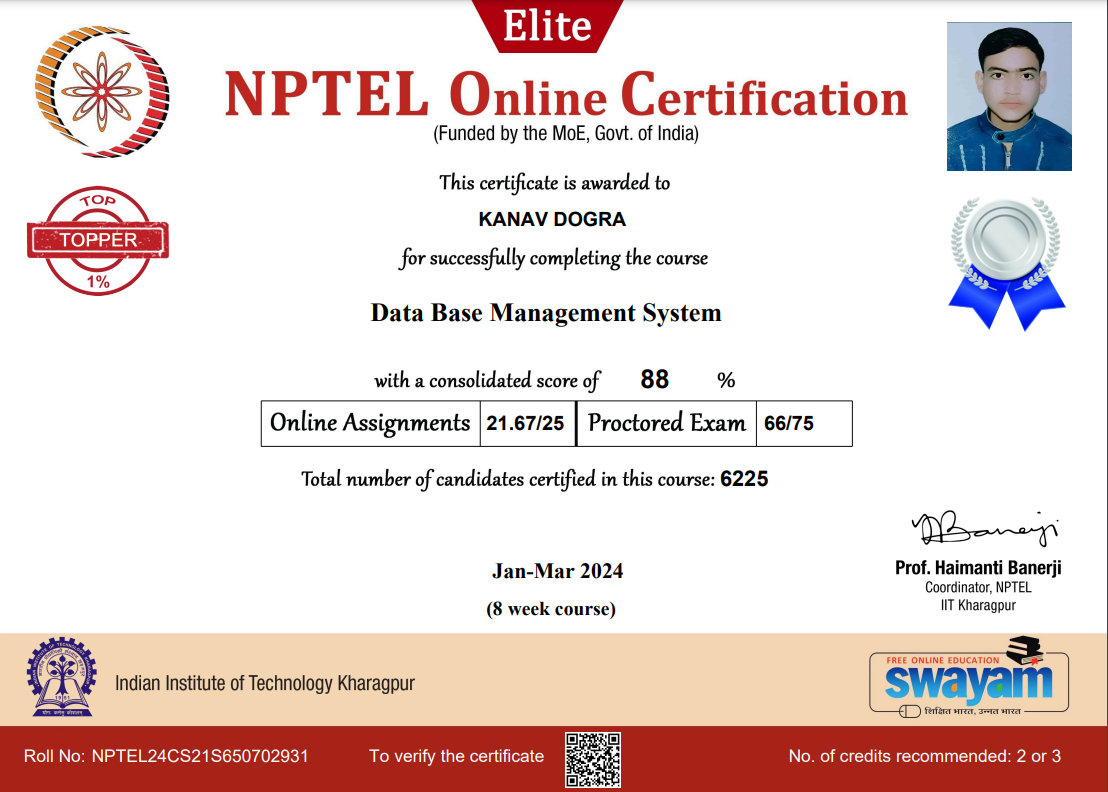 Elite
NPTEL Online Certification
(Funded by the MoE, Govt. of India)
This certificate is awarded to
KANAV DOGRA
for successfully completing the course
TOP
TOPPER
1%
Data Base Management System
with a consolidated score of 88 %
Online Assignments 21.67/25 Proctored Exam 66/75
Total number of candidates certified in this course: 6225
Jan-Mar 2024
(8 week course)
Prof. Haimanti Banerji
Coordinator, NPTEL
IIT Kharagpur
Indian Institute of Technology Kharagpur
FREE ONLINE EDUCATION
swayam
शिक्षित भारत, उन्नत भारत
Roll No: NPTEL24CS21S650702931 To verify the certificate No. of credits recommended: 2 or 3